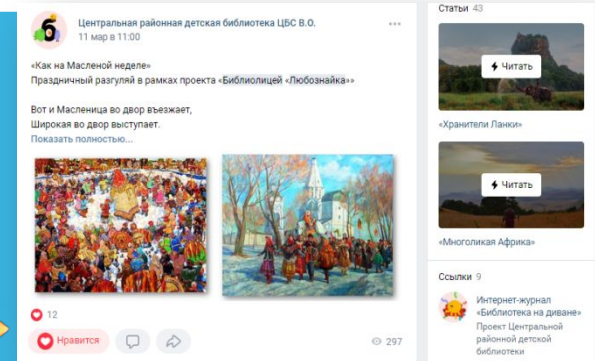 Центральная районная детская библиотека ЦБС В.О.
11 мар в 11:00
«Как на Масленой неделе»
Праздничный разгуляй в рамках проекта «Библиолицей «Любознайка»»
Вот и Масленица во двор въезжает,
Широкая во двор выступает.
Показать полностью...
12
Нравится
297
Статьи 43
Читать
«Хранители Ланки»
Читать
«Многоликая Африка»
Ссылки 9
Интернет-журнал
«Библиотека на диване»
Проект Центральной
районной детской
библиотеки